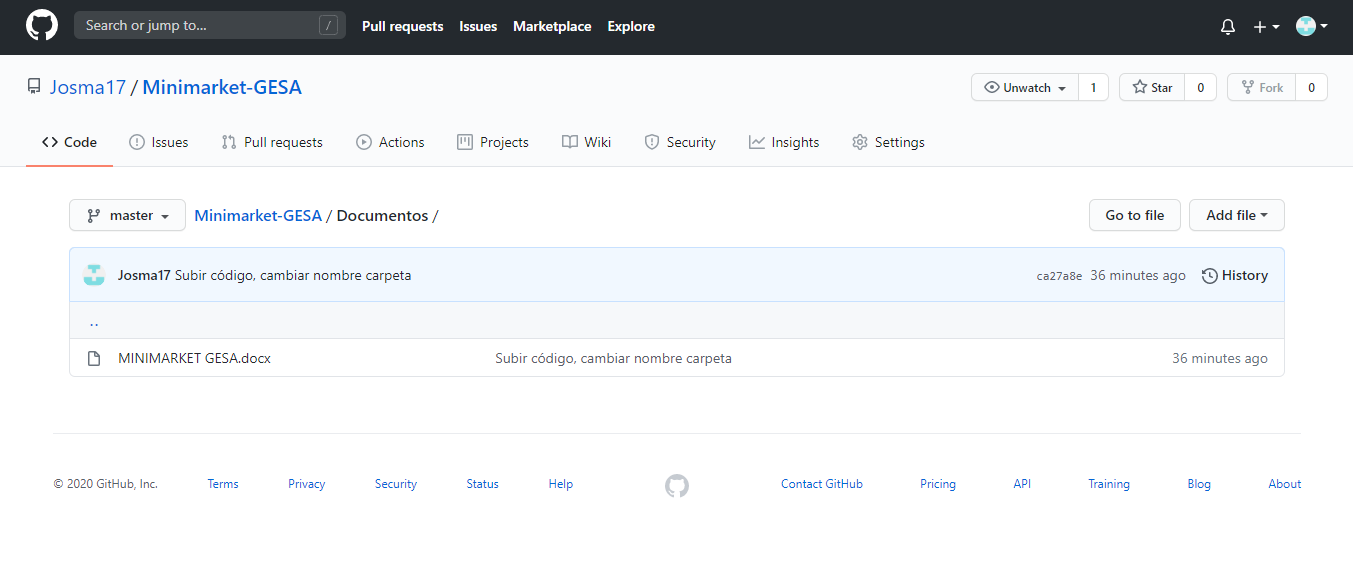 Search or jump to... / Pull requests Issues Marketplace Explore
Josma17 / Minimarket-GESA Unwatch 1 Star 0 Fork 0
Code Issues Pull requests Actions Projects Wiki Security Insights Settings
master Minimarket-GESA / Documentos / Go to file Add file
Josma17 Subir código, cambiar nombre carpeta ca27a8e 36 minutes ago History
..
MINIMARKET GESA.docx Subir código, cambiar nombre carpeta 36 minutes ago
© 2020 GitHub, Inc. Terms Privacy Security Status Help Contact GitHub Pricing API Training Blog About